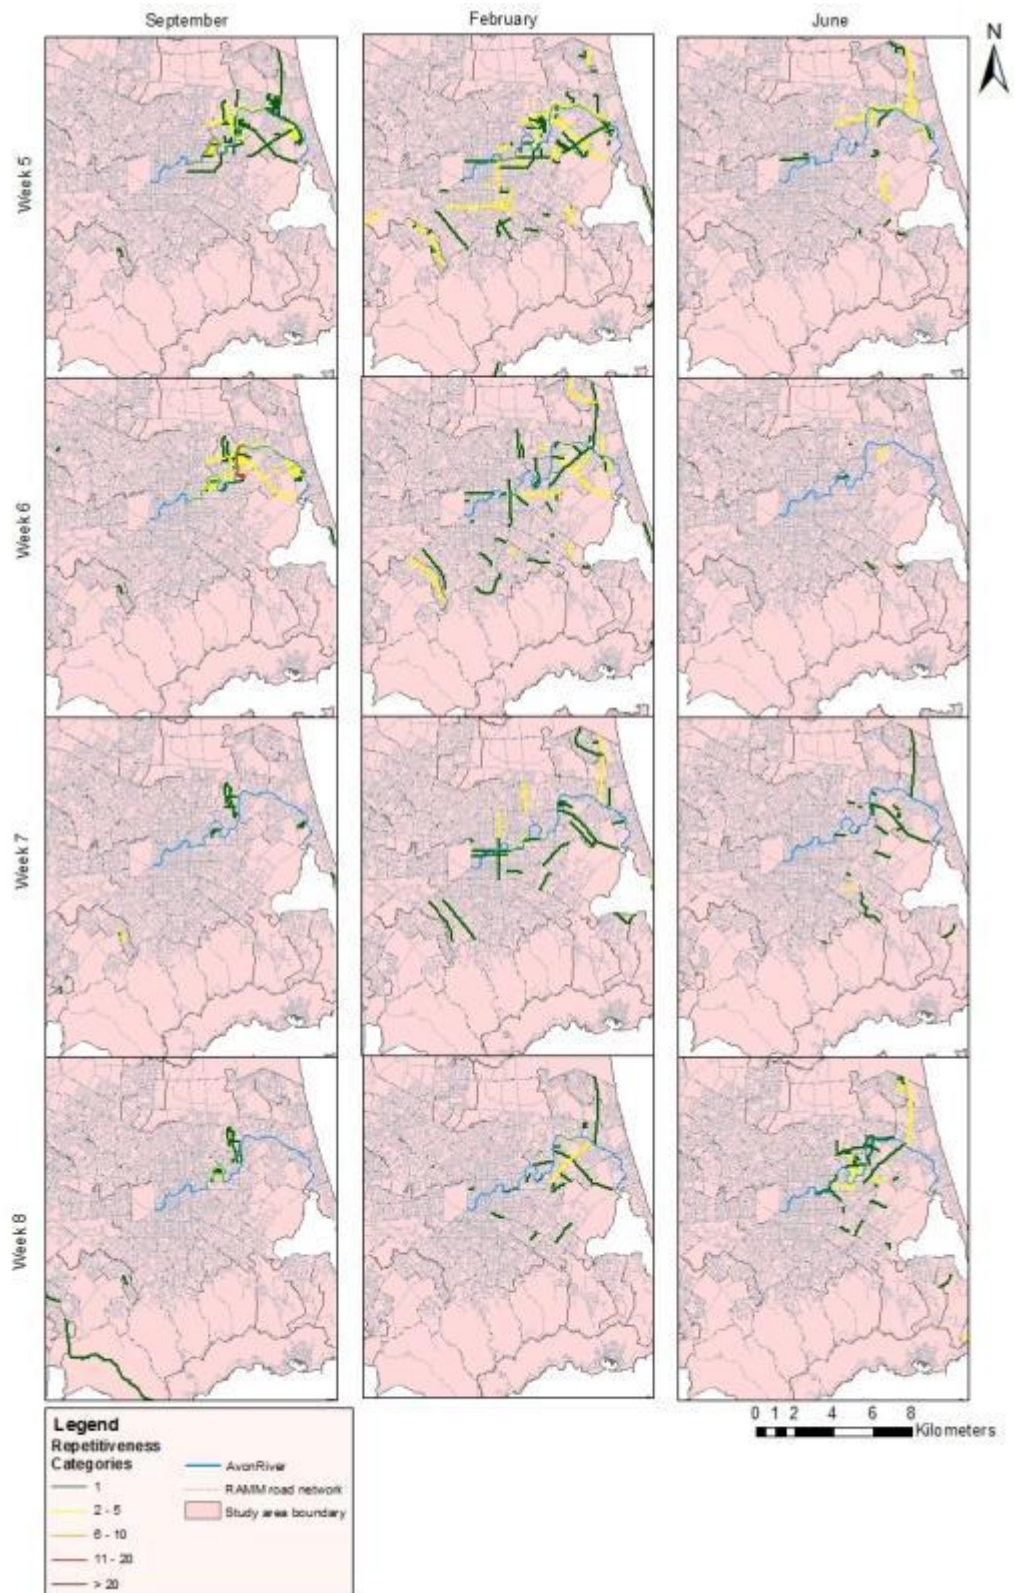 September February June
N
Week 5
Week 6
Week 7
Week 8
Legend
Repetitiveness
Categories
1
2 - 5
6 - 10
11 - 20
> 20
AvonRiver
RAMM road network
Study area boundary
0 1 2 4 6 8
Kilometers